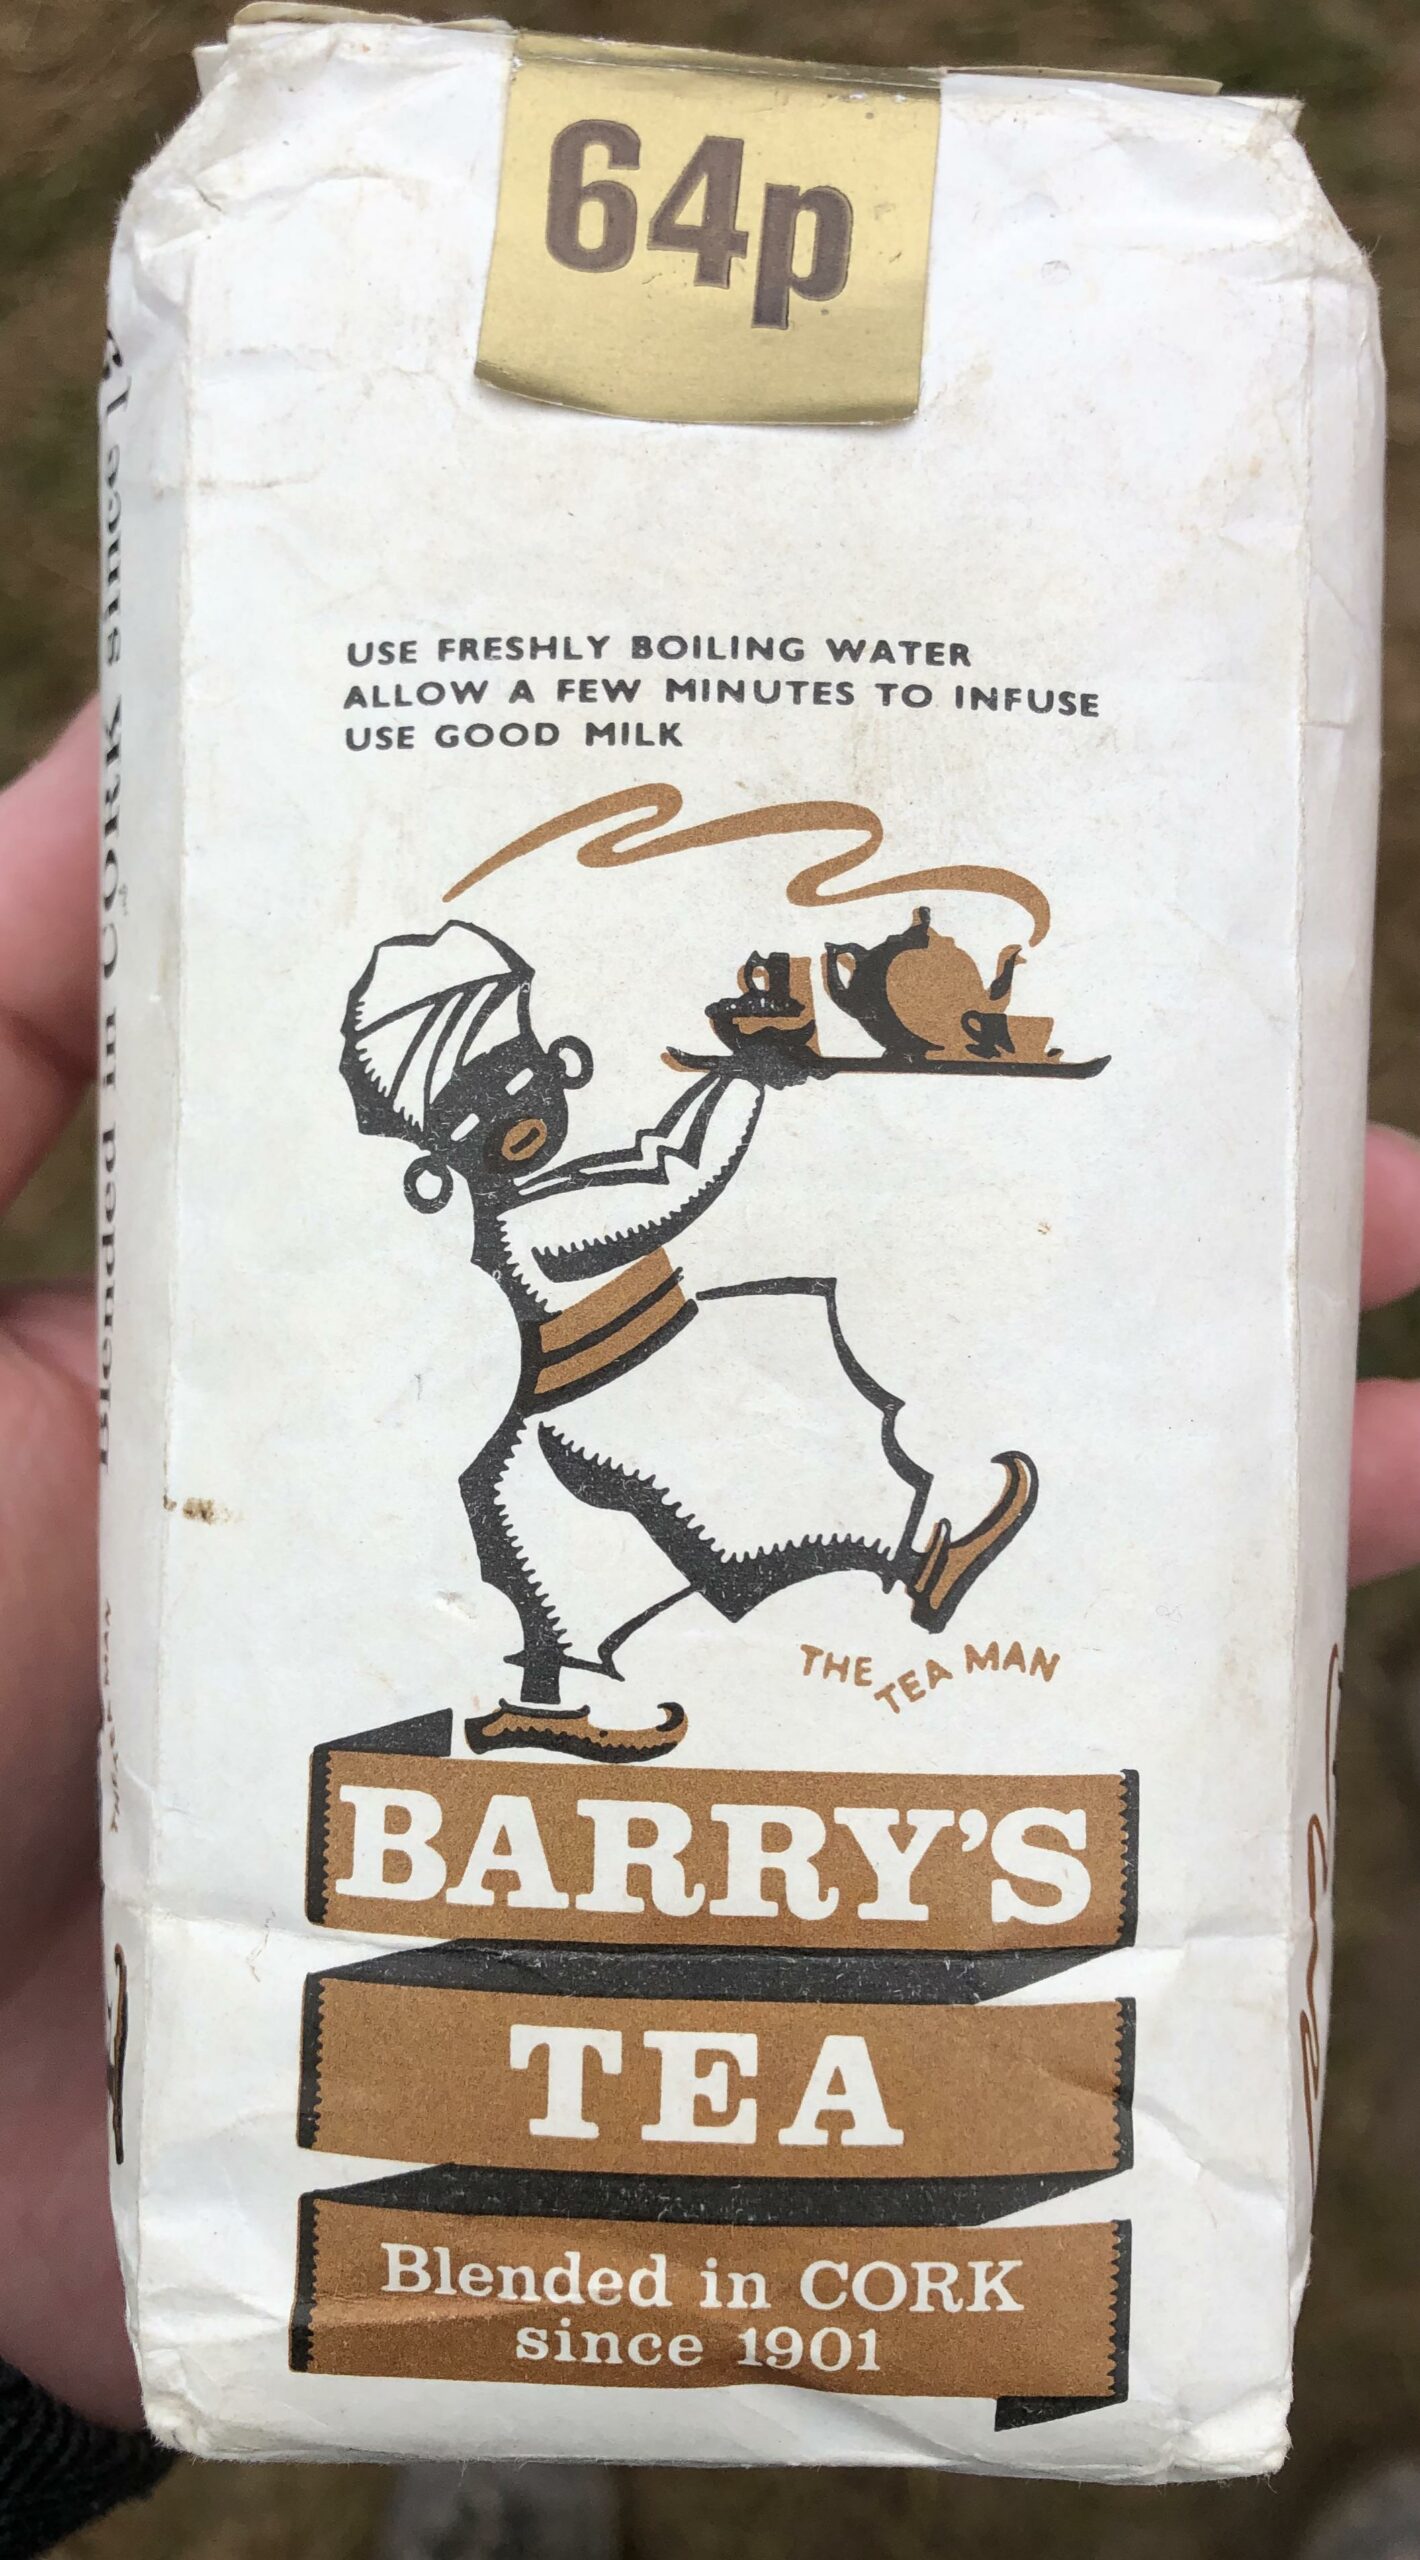 64p
USE FRESHLY BOILING WATER
ALLOW A FEW MINUTES TO INFUSE
USE GOOD MILK
THE TEA MAN
BARRY'S
TEA
Blended in CORK
since 1901
Blended in CORK since